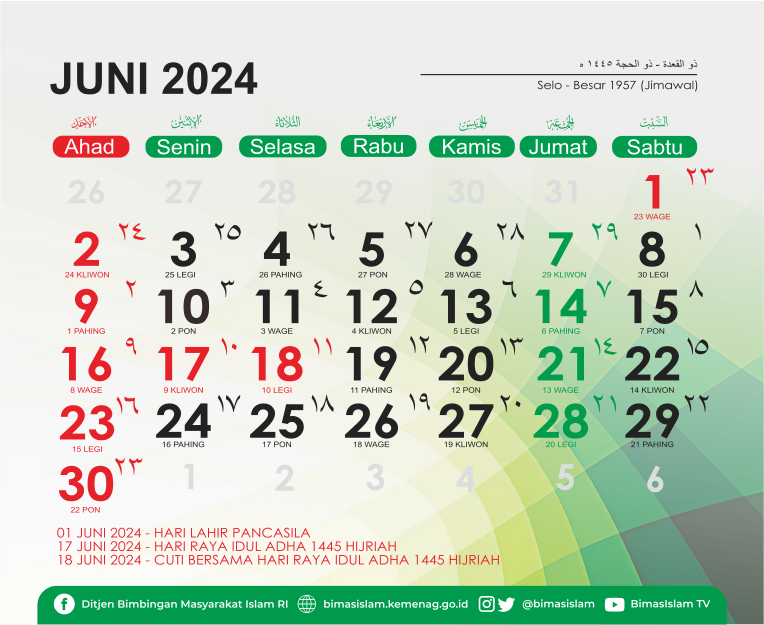 JUNI 2024
ذو القعدة - ذو الحجة ١٤٤٥ ه
Selo - Besar 1957 (Jimawal)
الأحد الإثنين الثلاثاء الأربعاء الخميس الجمعة السبت
Ahad Senin Selasa Rabu Kamis Jumat Sabtu
26 27 28 29 30 31 1 ٢٣
23 WAGE
2 ٢٤ 3 ٢٥ 4 ٢٦ 5 ٢٧ 6 ٢٨ 7 ٢٩ 8 ١
24 KLIWON 25 LEGI 26 PAHING 27 PON 28 WAGE 29 KLIWON 30 LEGI
9 ٢ 10 ٣ 11 ٤ 12 ٥ 13 ٦ 14 ٧ 15 ٨
1 PAHING 2 PON 3 WAGE 4 KLIWON 5 LEGI 6 PAHING 7 PON
16 ٩ 17 ١٠ 18 ١١ 19 ١٢ 20 ١٣ 21 ١٤ 22 ١٥
8 WAGE 9 KLIWON 10 LEGI 11 PAHING 12 PON 13 WAGE 14 KLIWON
23 ١٦ 24 ١٧ 25 ١٨ 26 ١٩ 27 ٢٠ 28 ٢١ 29 ٢٢
15 LEGI 16 PAHING 17 PON 18 WAGE 19 KLIWON 20 LEGI 21 PAHING
30 ٢٣ 1 2 3 4 5 6
22 PON
01 JUNI 2024 - HARI LAHIR PANCASILA
17 JUNI 2024 - HARI RAYA IDUL ADHA 1445 HIJRIAH
18 JUNI 2024 - CUTI BERSAMA HARI RAYA IDUL ADHA 1445 HIJRIAH
Ditjen Bimbingan Masyarakat Islam RI bimasislam.kemenag.go.id @bimasislam BimasIslam TV